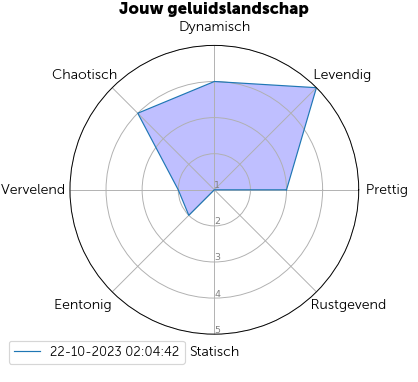 Jouw geluidslandschap
Dynamisch
Chaotisch
Levendig
Vervelend
1
Prettig
2
3
4
Eentonig
Rustgevend
5
22-10-2023 02:04:42
Statisch